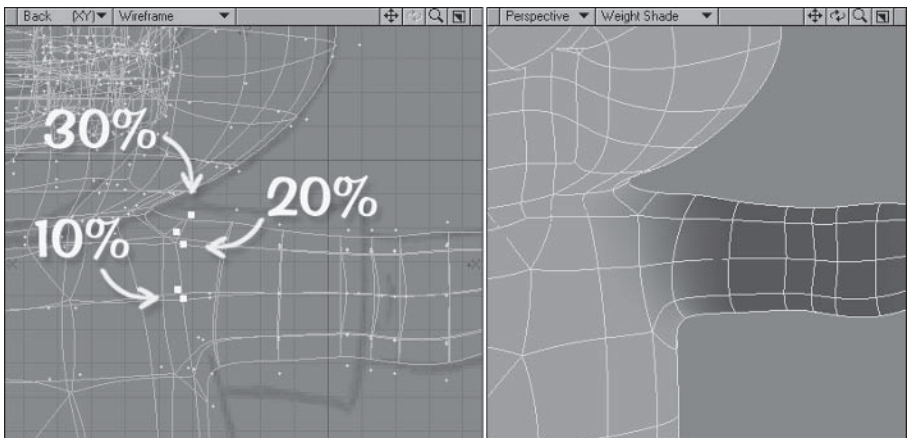 Back (XY) Wireframe
Perspective Weight Shade
30%
20%
10%
X
X